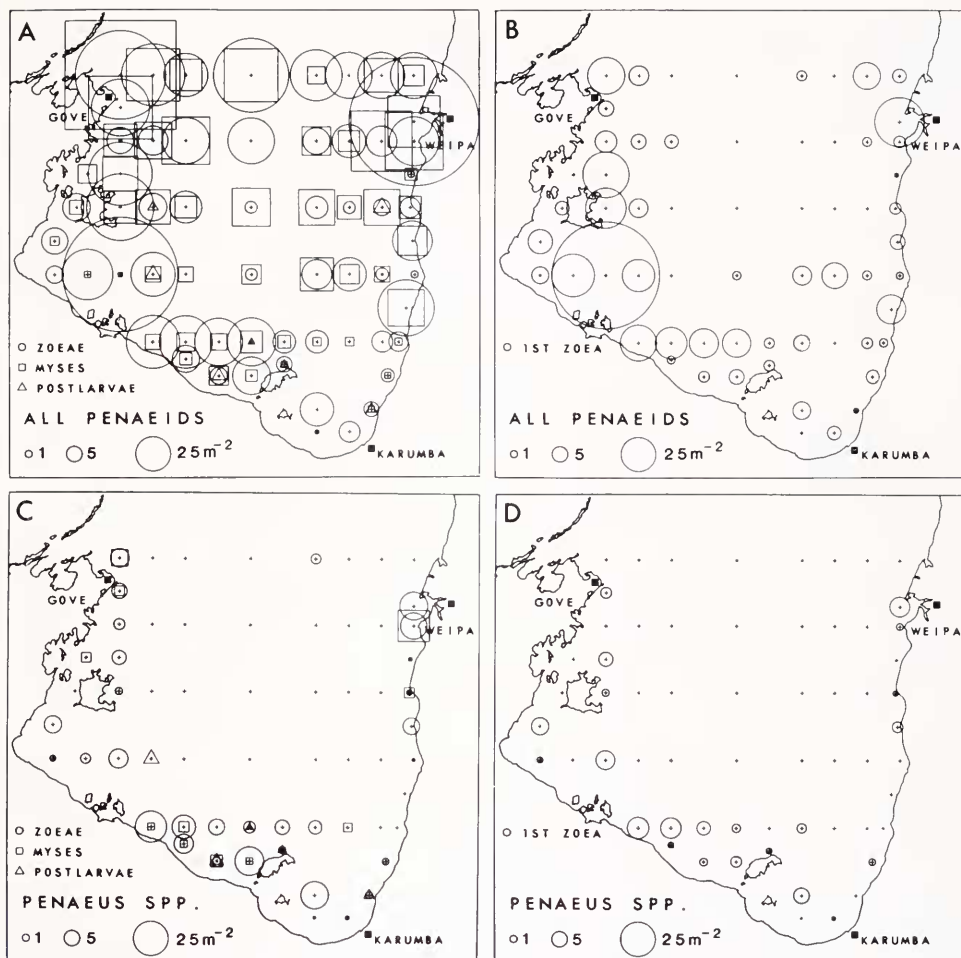 A
GOVE
WEIPA
○ ZOEAE
□ MYSES
△ POSTLARVAE
ALL PENAEIDS
○ 1 ○ 5 ○ 25m⁻²
KARUMBA
B
GOVE
WEIPA
○ 1ST ZOEA
ALL PENAEIDS
○ 1 ○ 5 ○ 25m⁻²
KARUMBA
C
GOVE
WEIPA
○ ZOEAE
□ MYSES
△ POSTLARVAE
PENAEUS SPP.
○ 1 ○ 5 ○ 25m⁻²
KARUMBA
D
GOVE
WEIPA
○ 1ST ZOEA
PENAEUS SPP.
○ 1 ○ 5 ○ 25m⁻²
KARUMBA